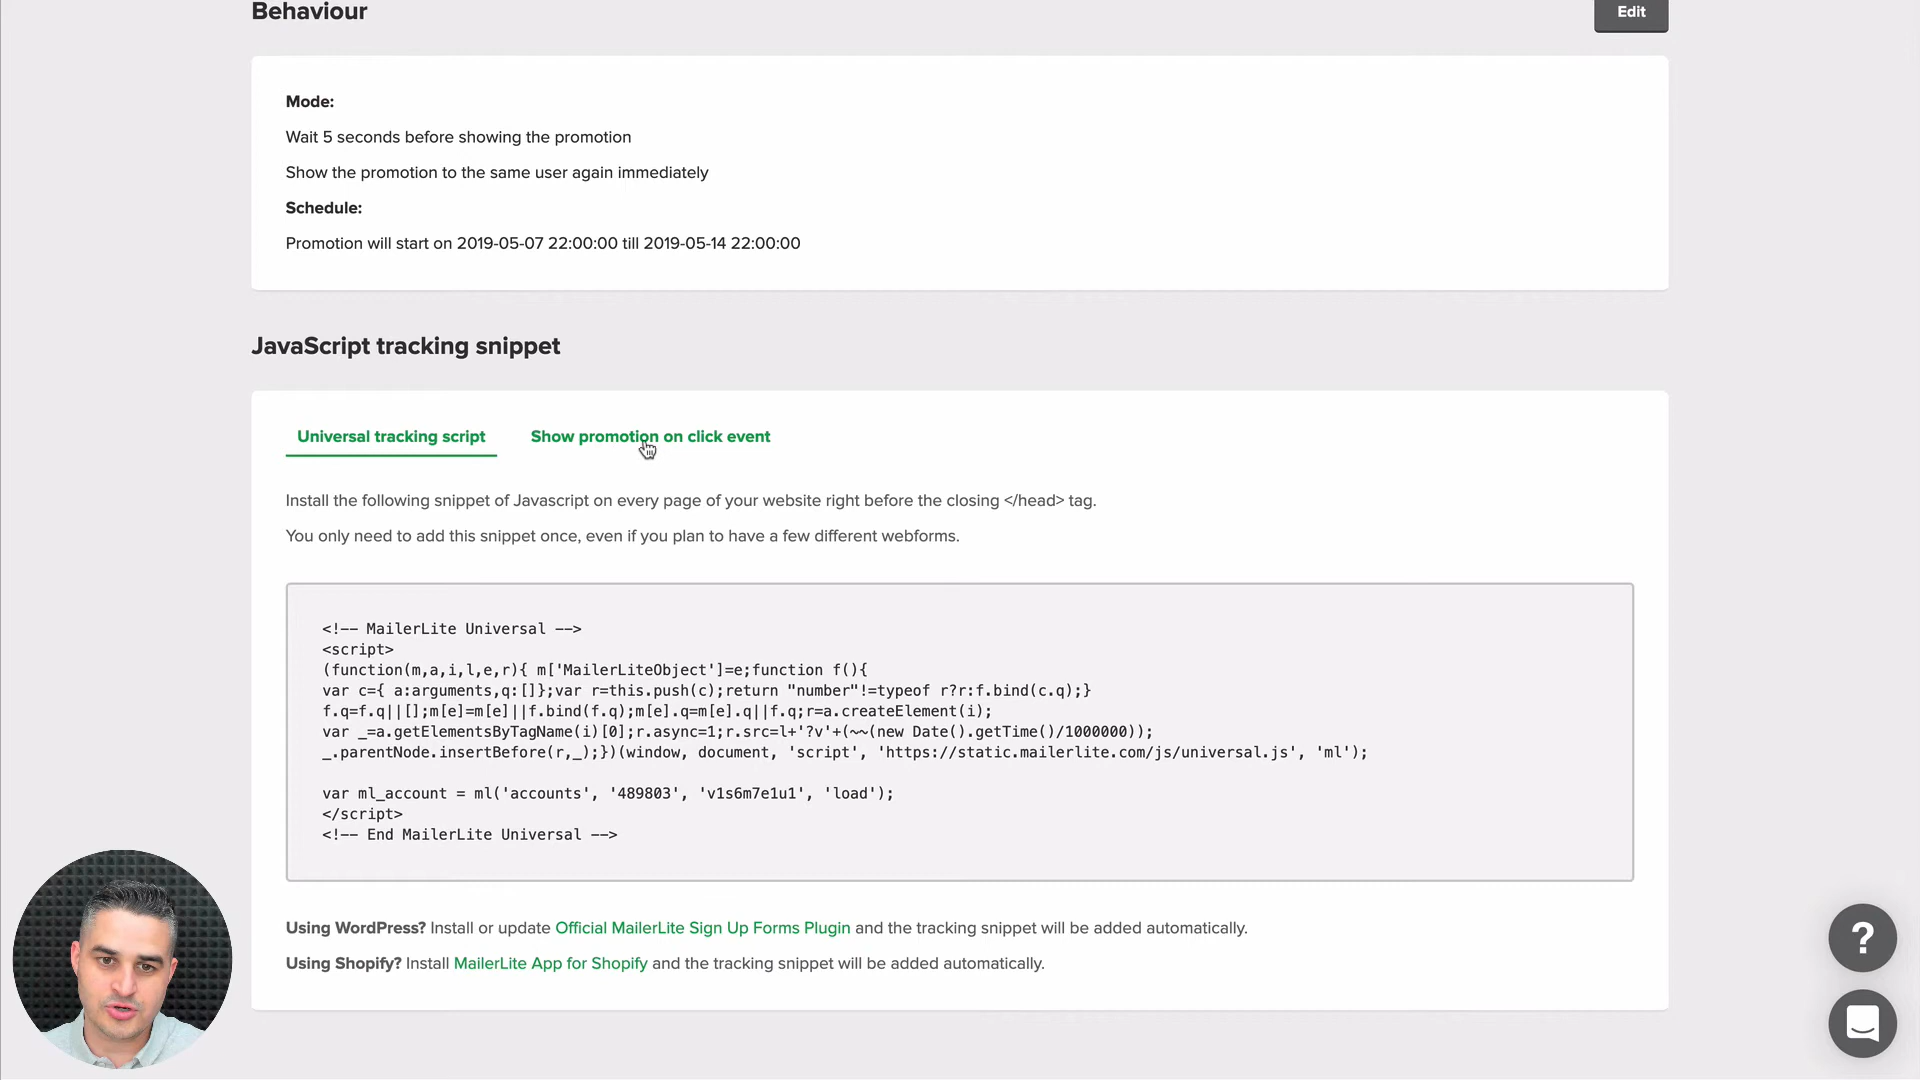 Behaviour
Edit
Mode:
Wait 5 seconds before showing the promotion
Show the promotion to the same user again immediately
Schedule:
Promotion will start on 2019-05-07 22:00:00 till 2019-05-14 22:00:00
JavaScript tracking snippet
Universal tracking script
Show promotion on click event
Install the following snippet of Javascript on every page of your website right before the closing </head> tag.
You only need to add this snippet once, even if you plan to have a few different webforms.
<!-- MailerLite Universal -->
<script>
(function(m,a,i,l,e,r){ m['MailerLiteObject']=e;function f(){
var c={ a:arguments,q:[]};var r=this.push(c);return "number"!=typeof r?r:f.bind(c.q);}
f.q=f.q||[];m[e]=m[e]||f.bind(f.q);m[e].q=m[e].q||f.q;r=a.createElement(i);
var _=a.getElementsByTagName(i)[0];r.async=1;r.src=l+'?v'+(~~(new Date().getTime()/1000000));
_.parentNode.insertBefore(r,_);})(window, document, 'script', 'https://static.mailerlite.com/js/universal.js', 'ml');
var ml_account = ml('accounts', '489803', 'v1s6m7e1u1', 'load');
</script>
<!-- End MailerLite Universal -->
Using WordPress? Install or update Official MailerLite Sign Up Forms Plugin and the tracking snippet will be added automatically.
Using Shopify? Install MailerLite App for Shopify and the tracking snippet will be added automatically.
?